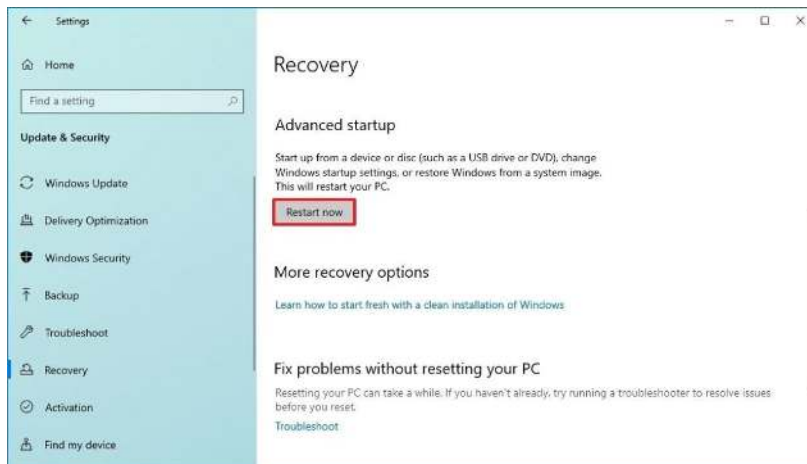 Settings
Home
Find a setting
Update & Security
Windows Update
Delivery Optimization
Windows Security
Backup
Troubleshoot
Recovery
Activation
Find my device
Recovery
Advanced startup
Start up from a device or disc (such as a USB drive or DVD), change
Windows startup settings, or restore Windows from a system image.
This will restart your PC.
Restart now
More recovery options
Learn how to start fresh with a clean installation of Windows
Fix problems without resetting your PC
Resetting your PC can take a while. If you haven't already, try running a troubleshooter to resolve issues
before you reset.
Troubleshoot